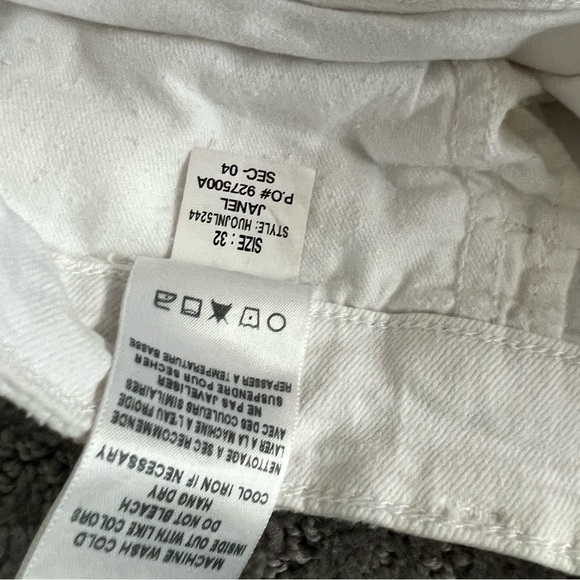 SIZE : 32
STYLE: HUOJNL5244
JANEL
P.O# 927500A
SEC- 04
MACHINE WASH COLD
INSIDE OUT WITH LIKE COLORS
DO NOT BLEACH
HANG DRY
COOL IRON IF NECESSARY
NETTOYAGE A SEC RECOMMENDE
LAVER A LA MACHINE A L'EAU FROIDE
AVEC DES COULEURS SIMILAIRES
NE PAS JAVELISER
SUSPENDRE POUR SECHER
REPASSER A TEMPERATURE BASSE